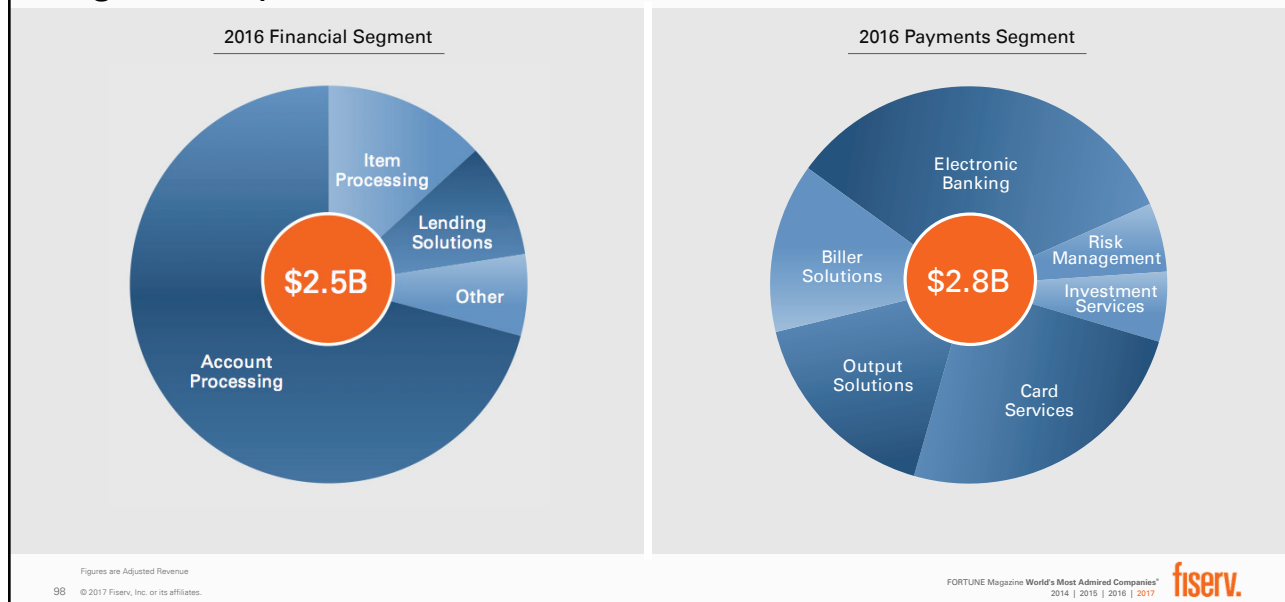 2016 Financial Segment
Item
Processing
Lending
Solutions
Other
Account
Processing
$2.5B
2016 Payments Segment
Electronic
Banking
Risk
Management
Investment
Services
Card
Services
Output
Solutions
Biller
Solutions
$2.8B
Figures are Adjusted Revenue
98 © 2017 Fiserv, Inc. or its affiliates.
FORTUNE Magazine World's Most Admired Companies®
2014 | 2015 | 2016 | 2017
fiserv.